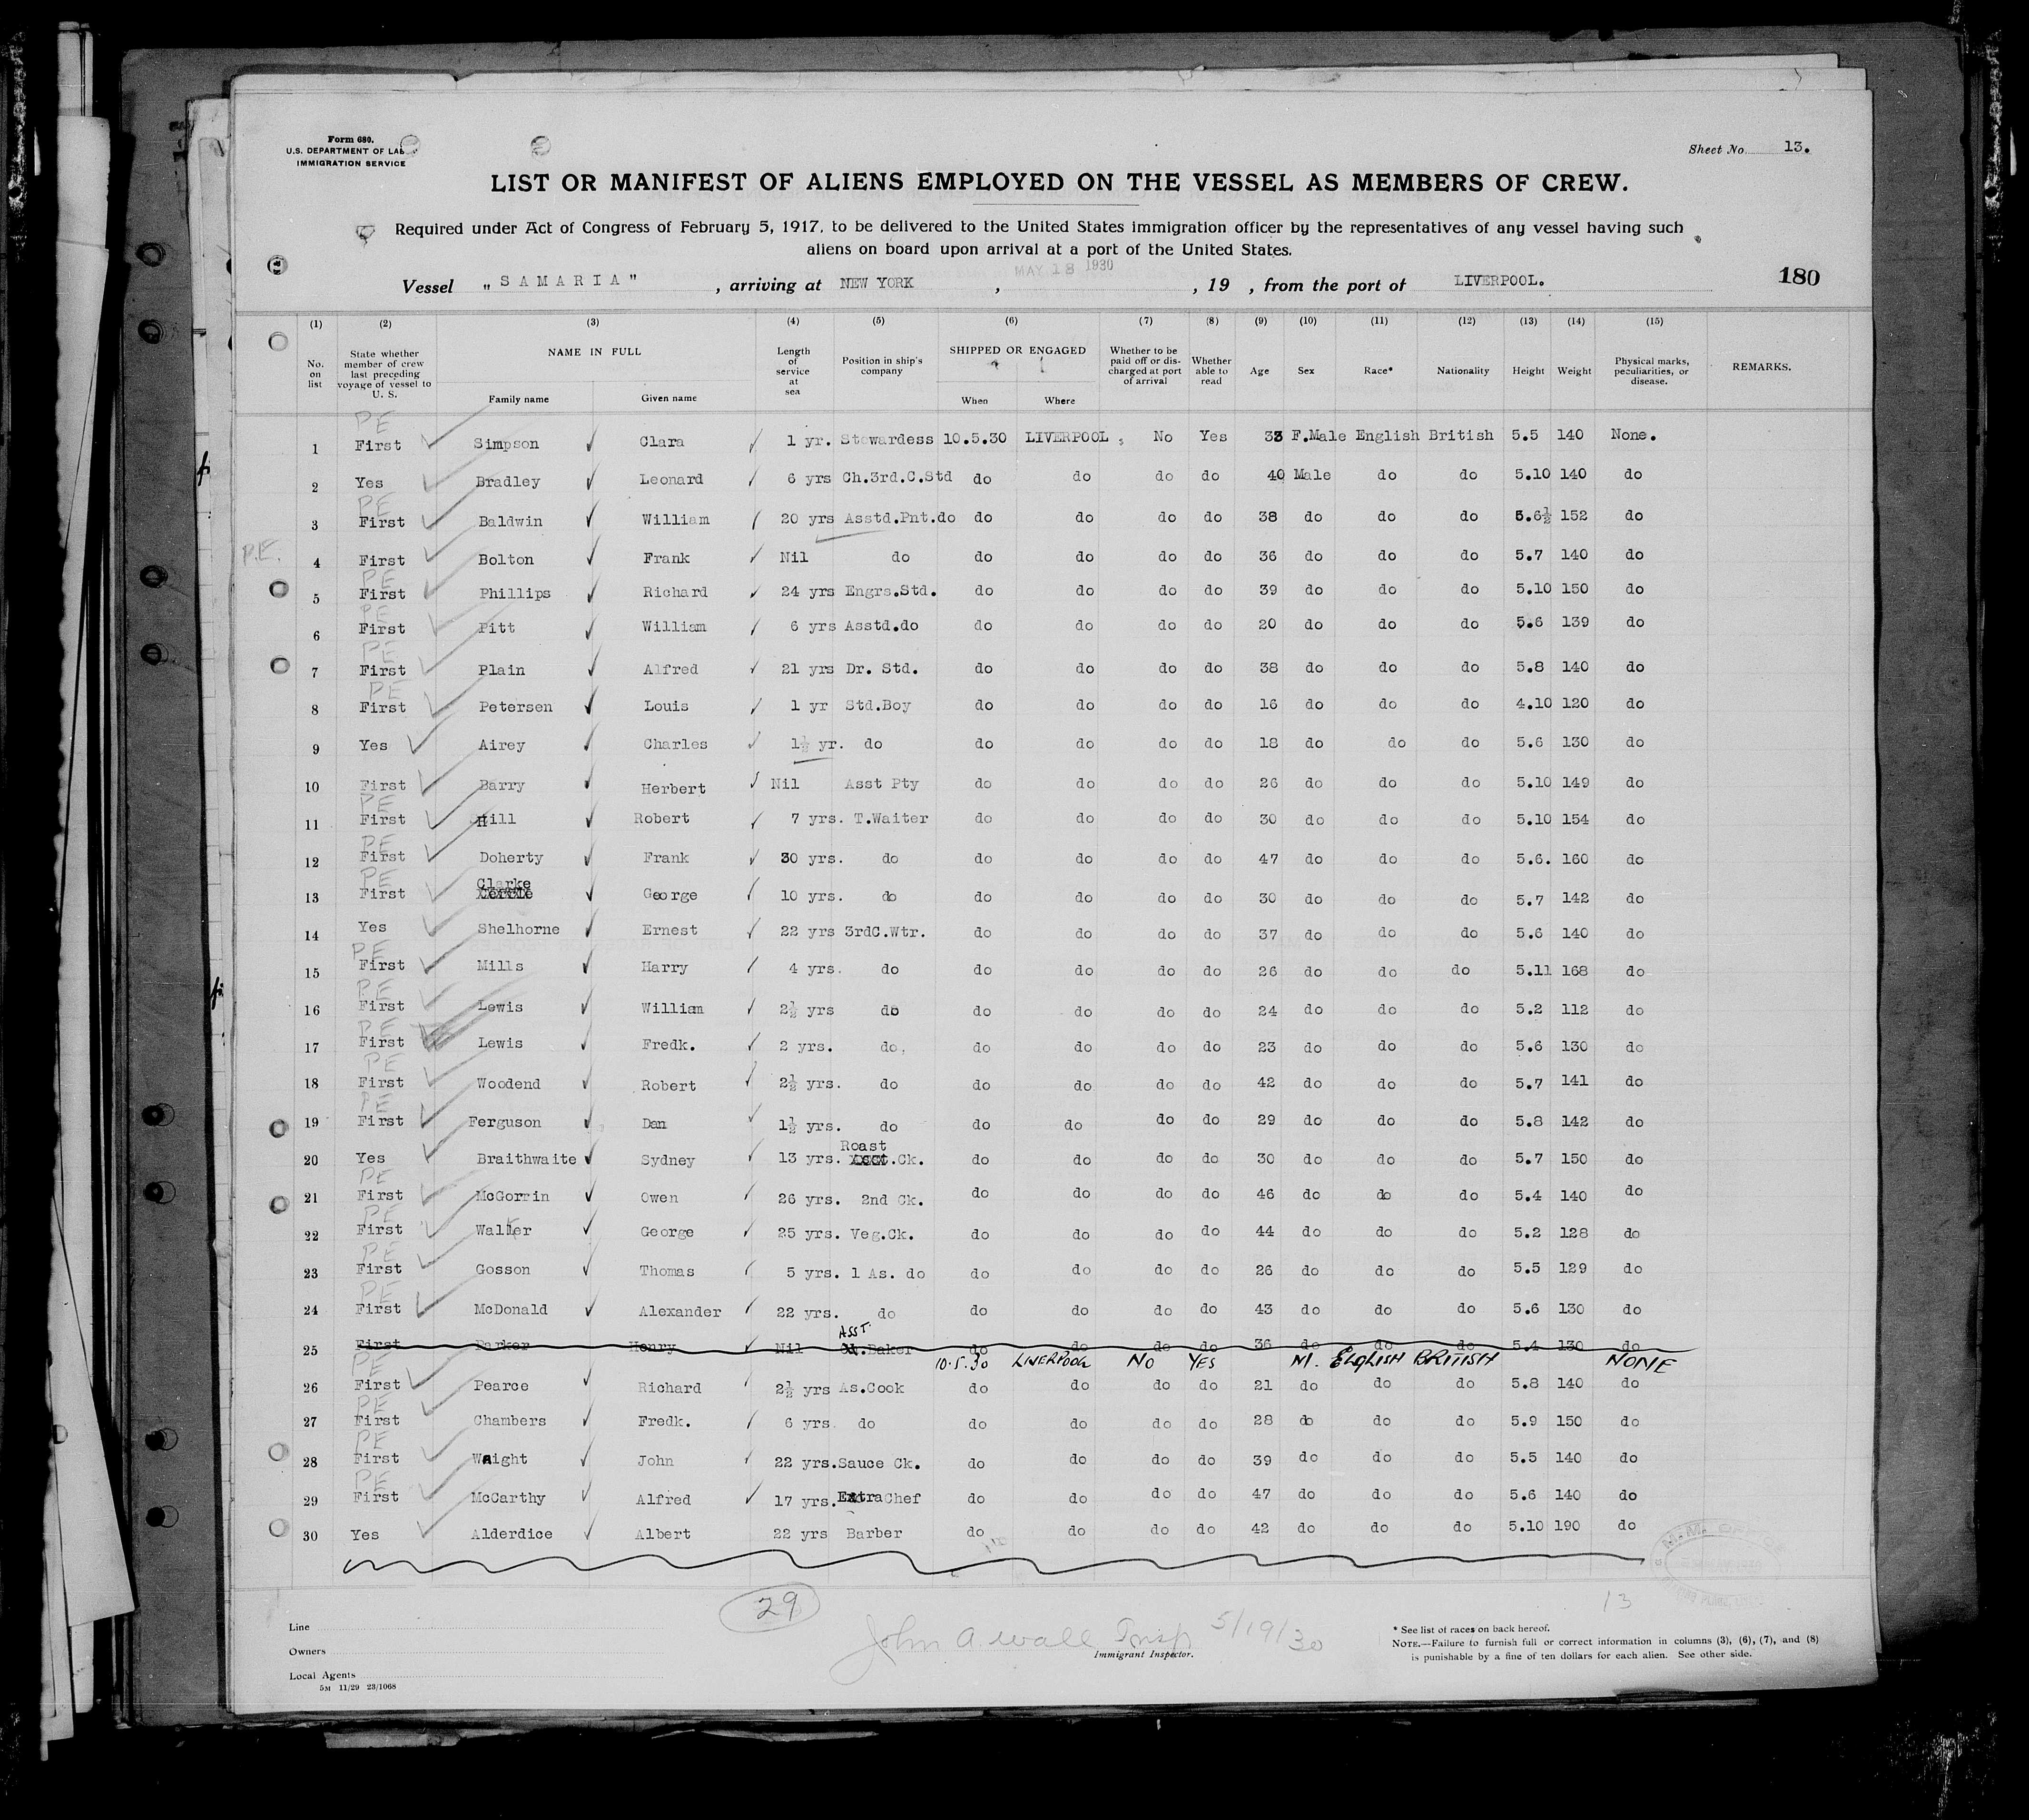 Form 680.
U.S. DEPARTMENT OF LAB
IMMIGRATION SERVICE
Sheet No. 13.
LIST OR MANIFEST OF ALIENS EMPLOYED ON THE VESSEL AS MEMBERS OF CREW.
Required under Act of Congress of February 5, 1917, to be delivered to the United States immigration officer by the representatives of any vessel having such
aliens on board upon arrival at a port of the United States.
MAY 18 1930
Vessel "SAMARIA", arriving at NEW YORK, , 19 , from the port of LIVERPOOL. 180
(1) (2) (3) (4) (5) (6) (7) (8) (9) (10) (11) (12) (13) (14) (15)
No. on list State whether member of crew last preceding voyage of vessel to U. S. NAME IN FULL Family name Given name Length of service at sea Position in ship's company SHIPPED OR ENGAGED When Where Whether to be paid off or discharged at port of arrival Whether able to read Age Sex Race* Nationality Height Weight Physical marks, peculiarities, or disease. REMARKS.
PE
1 First Simpson Clara 1 yr. Stewardess 10.5.30 LIVERPOOL, No Yes 33 F.Male English British 5.5 140 None.
2 Yes Bradley Leonard 6 yrs Ch.3rd.C.Std do do do do 40 Male do do 5.10 140 do
PE
3 First Baldwin William 20 yrs Asstd.Pnt.do do do do do 38 do do do 5.6½ 152 do
P.E.
4 First Bolton Frank Nil do do do do do 36 do do do 5.7 140 do
PE
5 First Phillips Richard 24 yrs Engrs.Std. do do do do 39 do do do 5.10 150 do
PE
6 First Pitt William 6 yrs Asstd.do do do do do 20 do do do 5.6 139 do
PE
7 First Plain Alfred 21 yrs Dr. Std. do do do do 38 do do do 5.8 140 do
PE
8 First Petersen Louis 1 yr Std.Boy do do do do 16 do do do 4.10 120 do
9 Yes Airey Charles 1½ yr. do do do do do 18 do do do 5.6 130 do
10 First Barry Herbert Nil Asst Pty do do do do 26 do do do 5.10 149 do
PE
11 First Hill Robert 7 yrs. T.Waiter do do do do 30 do do do 5.10 154 do
PE
12 First Doherty Frank 30 yrs. do do do do do 47 do do do 5.6. 160 do
PE
13 First Clarke George 10 yrs. do do do do do 30 do do do 5.7 142 do
14 Yes Shelhorne Ernest 22 yrs 3rdC.Wtr. do do do do 37 do do do 5.6 140 do
PE
15 First Mills Harry 4 yrs. do do do do do 26 do do do 5.11 168 do
PE
16 First Lewis William 2½ yrs do do do do do 24 do do do 5.2 112 do
PE
17 First Lewis Fredk. 2 yrs. do. do do do do 23 do do do 5.6 130 do
PE
18 First Woodend Robert 2½ yrs. do do do do do 42 do do do 5.7 141 do
PE
19 First Ferguson Dan 1½ yrs. do do do do do 29 do do do 5.8 142 do
Roast
20 Yes Braithwaite Sydney 13 yrs. .Ck. do do do do 30 do do do 5.7 150 do
PE
21 First McGorrin Owen 26 yrs. 2nd Ck. do do do do 46 do do do 5.4 140 do
PE
22 First Walker George 25 yrs. Veg.Ck. do do do do 44 do do do 5.2 128 do
PE
23 First Gosson Thomas 5 yrs. 1 As. do do do do do 26 do do do 5.5 129 do
PE
24 First McDonald Alexander 22 yrs. do do do do do 43 do do do 5.6 130 do
ASST.
25 First Parker Henry Nil .Baker do do do do 36 do do do 5.4 130 do
PE 10.5.30 LIVERPOOL NO YES M. ENGLISH BRITISH NONE
26 First Pearce Richard 2½ yrs As.Cook do do do do 21 do do do 5.8 140 do
PE
27 First Chambers Fredk. 6 yrs. do do do do do 28 do do do 5.9 150 do
PE
28 First Wright John 22 yrs. Sauce Ck. do do do do 39 do do do 5.5 140 do
PE
29 First McCarthy Alfred 17 yrs. Extra Chef do do do do 47 do do do 5.6 140 do
30 Yes Alderdice Albert 22 yrs Barber do do do do 42 do do do 5.10 190 do
29
13
Line
Owners
Local Agents
5M 11/29 23/1068
John A. Wall Insp 5/19/30
Immigrant Inspector.
* See list of races on back hereof.
NOTE.—Failure to furnish full or correct information in columns (3), (6), (7), and (8)
is punishable by a fine of ten dollars for each alien. See other side.